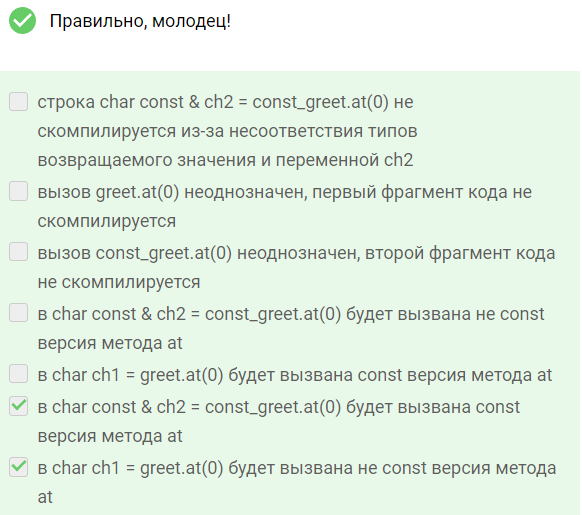 Правильно, молодец!
строка char const & ch2 = const_greet.at(0) не
скомпилируется из-за несоответствия типов
возвращаемого значения и переменной ch2
вызов greet.at(0) неоднозначен, первый фрагмент кода не
скомпилируется
вызов const_greet.at(0) неоднозначен, второй фрагмент кода
не скомпилируется
в char const & ch2 = const_greet.at(0) будет вызвана не const
версия метода at
в char ch1 = greet.at(0) будет вызвана const версия метода at
в char const & ch2 = const_greet.at(0) будет вызвана const
версия метода at
в char ch1 = greet.at(0) будет вызвана не const версия метода
at